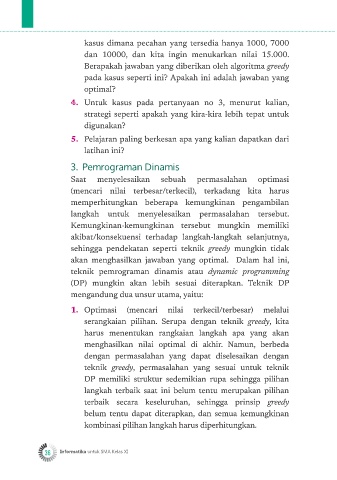 kasus dimana pecahan yang tersedia hanya 1000, 7000
dan 10000, dan kita ingin menukarkan nilai 15.000.
Berapakah jawaban yang diberikan oleh algoritma greedy
pada kasus seperti ini? Apakah ini adalah jawaban yang
optimal?
4. Untuk kasus pada pertanyaan no 3, menurut kalian,
strategi seperti apakah yang kira-kira lebih tepat untuk
digunakan?
5. Pelajaran paling berkesan apa yang kalian dapatkan dari
latihan ini?
3. Pemrograman Dinamis
Saat menyelesaikan sebuah permasalahan optimasi
(mencari nilai terbesar/terkecil), terkadang kita harus
memperhitungkan beberapa kemungkinan pengambilan
langkah untuk menyelesaikan permasalahan tersebut.
Kemungkinan-kemungkinan tersebut mungkin memiliki
akibat/konsekuensi terhadap langkah-langkah selanjutnya,
sehingga pendekatan seperti teknik greedy mungkin tidak
akan menghasilkan jawaban yang optimal. Dalam hal ini,
teknik pemrograman dinamis atau dynamic programming
(DP) mungkin akan lebih sesuai diterapkan. Teknik DP
mengandung dua unsur utama, yaitu:
1. Optimasi (mencari nilai terkecil/terbesar) melalui
serangkaian pilihan. Serupa dengan teknik greedy, kita
harus menentukan rangkaian langkah apa yang akan
menghasilkan nilai optimal di akhir. Namun, berbeda
dengan permasalahan yang dapat diselesaikan dengan
teknik greedy, permasalahan yang sesuai untuk teknik
DP memiliki struktur sedemikian rupa sehingga pilihan
langkah terbaik saat ini belum tentu merupakan pilihan
terbaik secara keseluruhan, sehingga prinsip greedy
belum tentu dapat diterapkan, dan semua kemungkinan
kombinasi pilihan langkah harus diperhitungkan.
36 Informatika untuk SMA Kelas XI